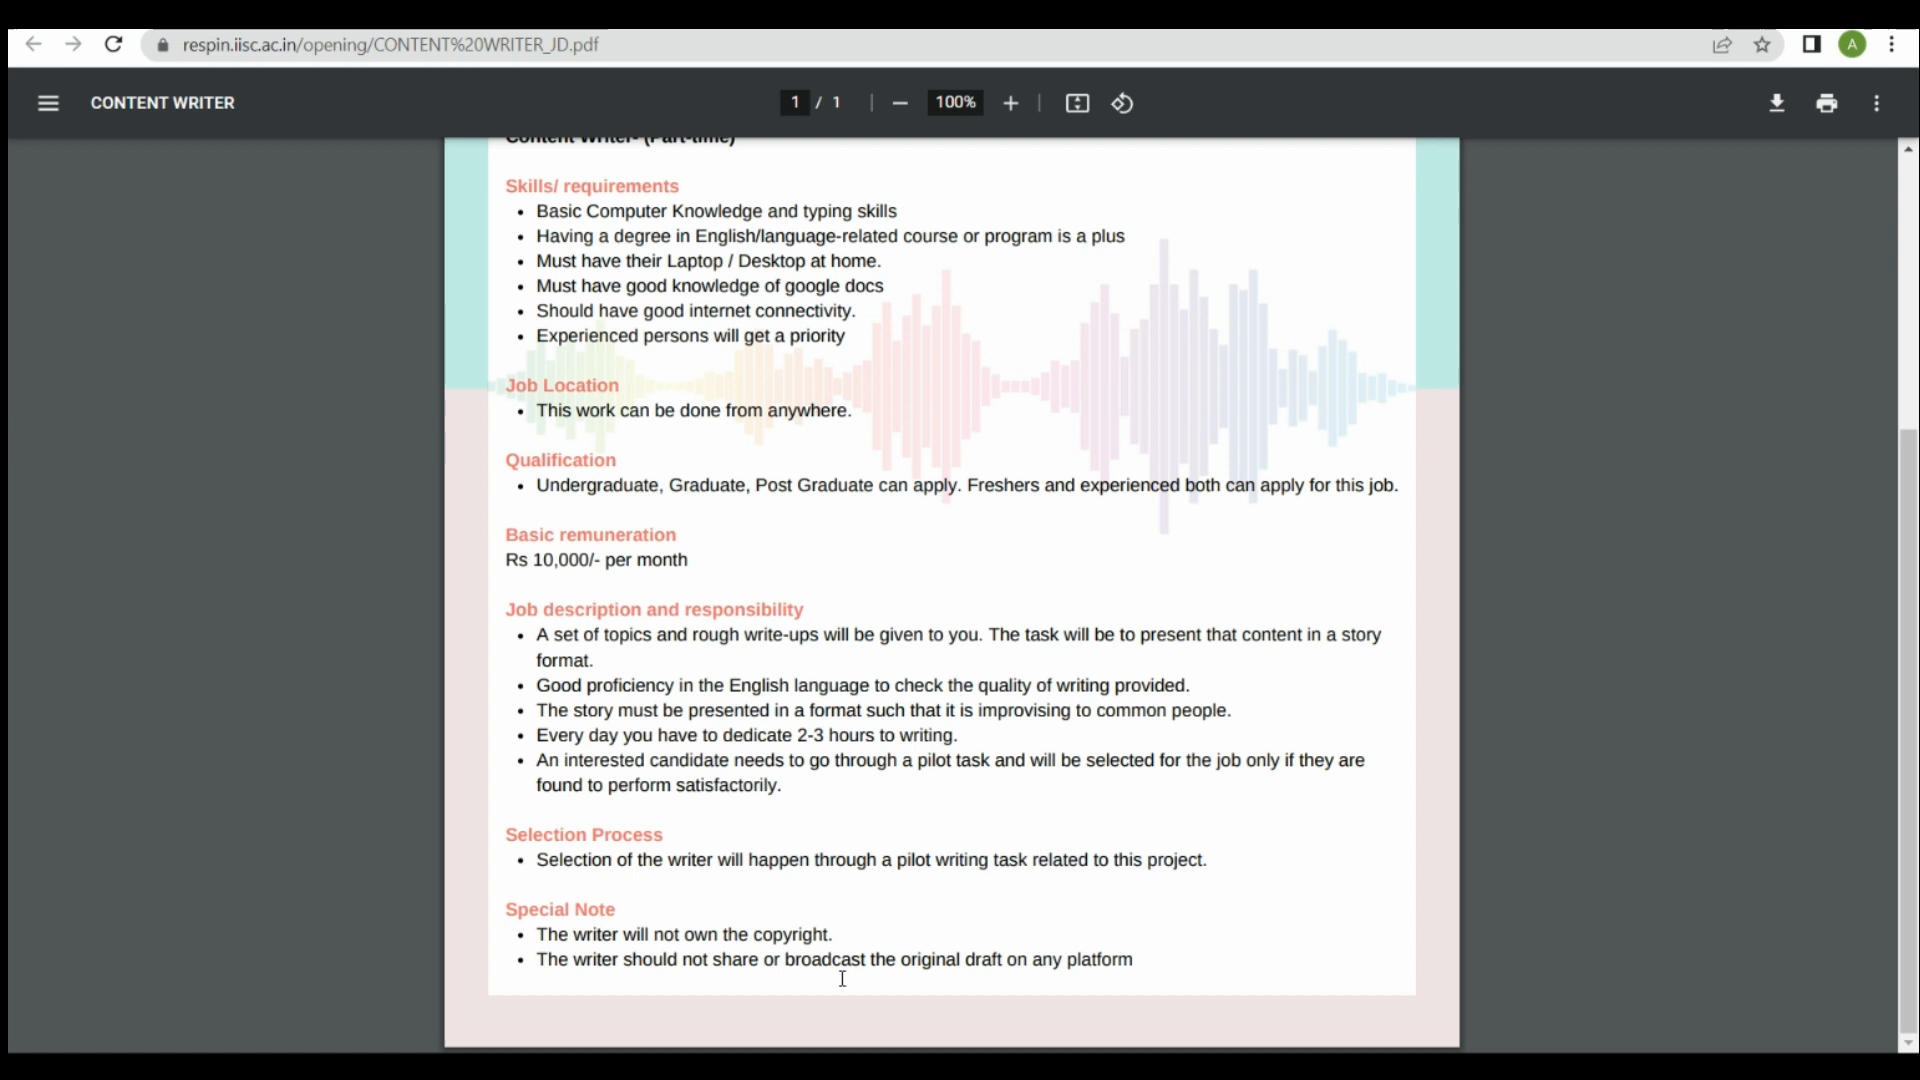 respin.iisc.ac.in/opening/CONTENT%20WRITER_JD.pdf
A
CONTENT WRITER
1 / 1
100%
Content Writer- (Part-time)
Skills/ requirements
• Basic Computer Knowledge and typing skills
• Having a degree in English/language-related course or program is a plus
• Must have their Laptop / Desktop at home.
• Must have good knowledge of google docs
• Should have good internet connectivity.
• Experienced persons will get a priority
Job Location
• This work can be done from anywhere.
Qualification
• Undergraduate, Graduate, Post Graduate can apply. Freshers and experienced both can apply for this job.
Basic remuneration
Rs 10,000/- per month
Job description and responsibility
• A set of topics and rough write-ups will be given to you. The task will be to present that content in a story
format.
• Good proficiency in the English language to check the quality of writing provided.
• The story must be presented in a format such that it is improvising to common people.
• Every day you have to dedicate 2-3 hours to writing.
• An interested candidate needs to go through a pilot task and will be selected for the job only if they are
found to perform satisfactorily.
Selection Process
• Selection of the writer will happen through a pilot writing task related to this project.
Special Note
• The writer will not own the copyright.
• The writer should not share or broadcast the original draft on any platform